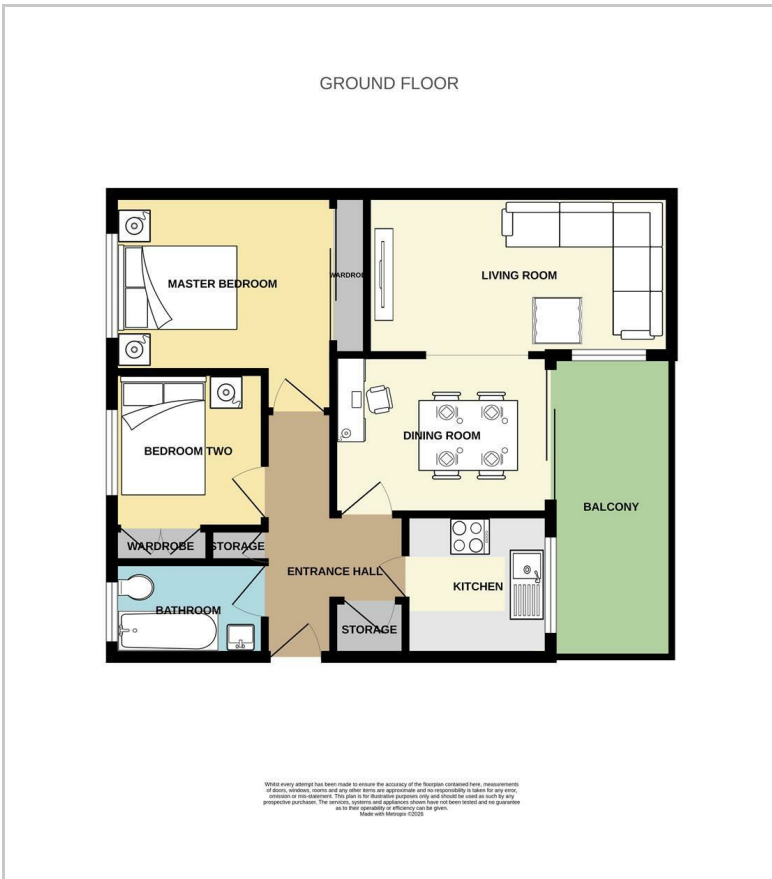 GROUND FLOOR
MASTER BEDROOM
WARDROB
LIVING ROOM
BEDROOM TWO
DINING ROOM
BALCONY
WARDROBE
STORAGE
ENTRANCE HALL
KITCHEN
BATHROOM
STORAGE
Whilst every attempt has been made to ensure the accuracy of the floorplan contained here, measurements
of doors, windows, rooms and any other items are approximate and no responsibility is taken for any error,
omission or mis-statement. This plan is for illustrative purposes only and should be used as such by any
prospective purchaser. The services, systems and appliances shown have not been tested and no guarantee
as to their operability or efficiency can be given.
Made with Metropix ©2026